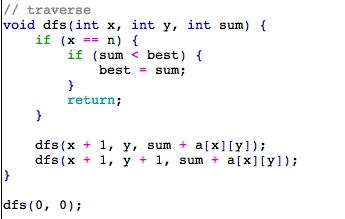 // traverse
void dfs(int x, int y, int sum) {
    if (x == n) {
        if (sum < best) {
            best = sum;
        }
        return;
    }
    dfs(x + 1, y, sum + a[x][y]);
    dfs(x + 1, y + 1, sum + a[x][y]);
}
dfs(0, 0);